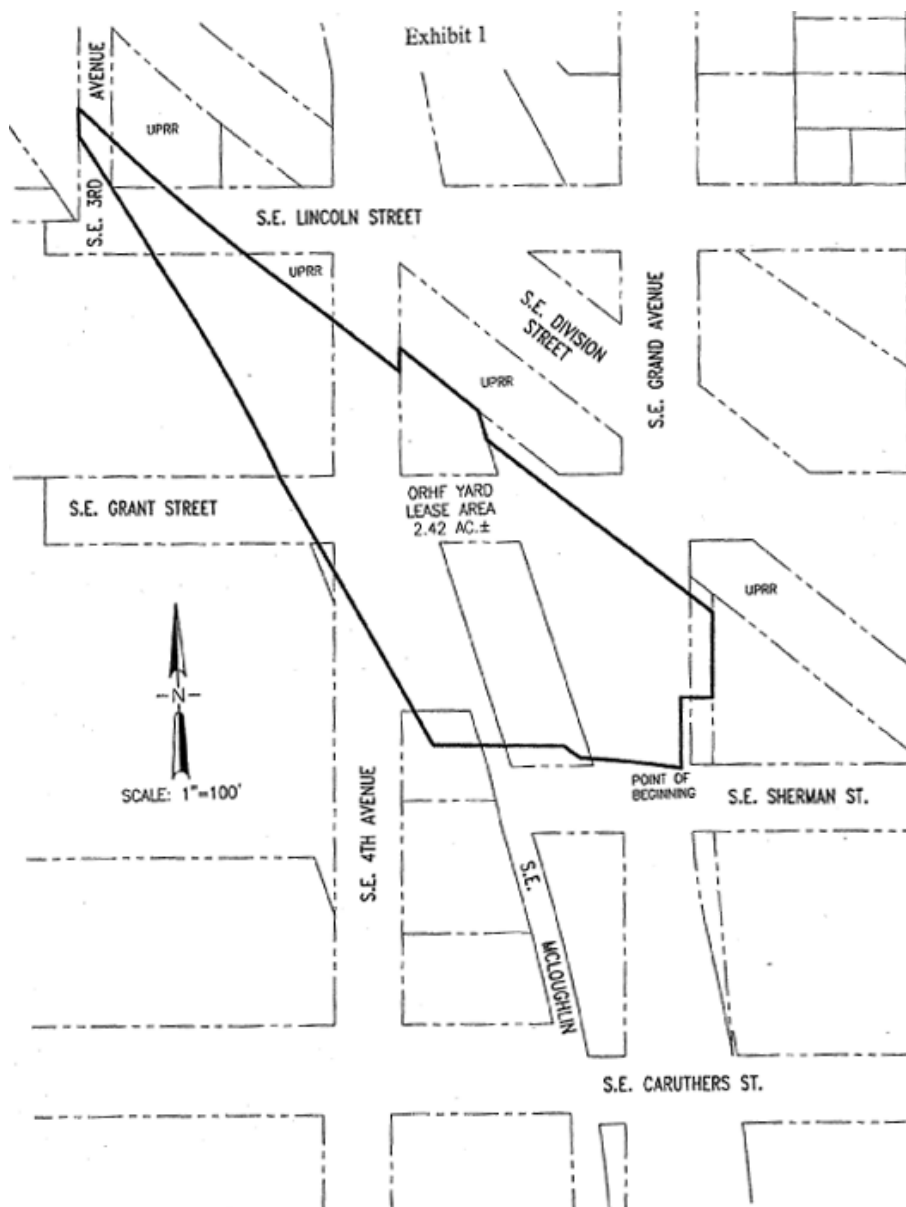 Exhibit 1
AVENUE
UPRR
S.E. 3RD
S.E. LINCOLN STREET
UPRR
S.E. DIVISION
STREET
S.E. GRAND AVENUE
UPRR
ORHF YARD
LEASE AREA
2.42 AC.±
S.E. GRANT STREET
UPRR
N
SCALE: 1"=100'
POINT OF
BEGINNING
S.E. SHERMAN ST.
S.E. 4TH AVENUE
S.E.
MCLOUGHLIN
S.E. CARUTHERS ST.